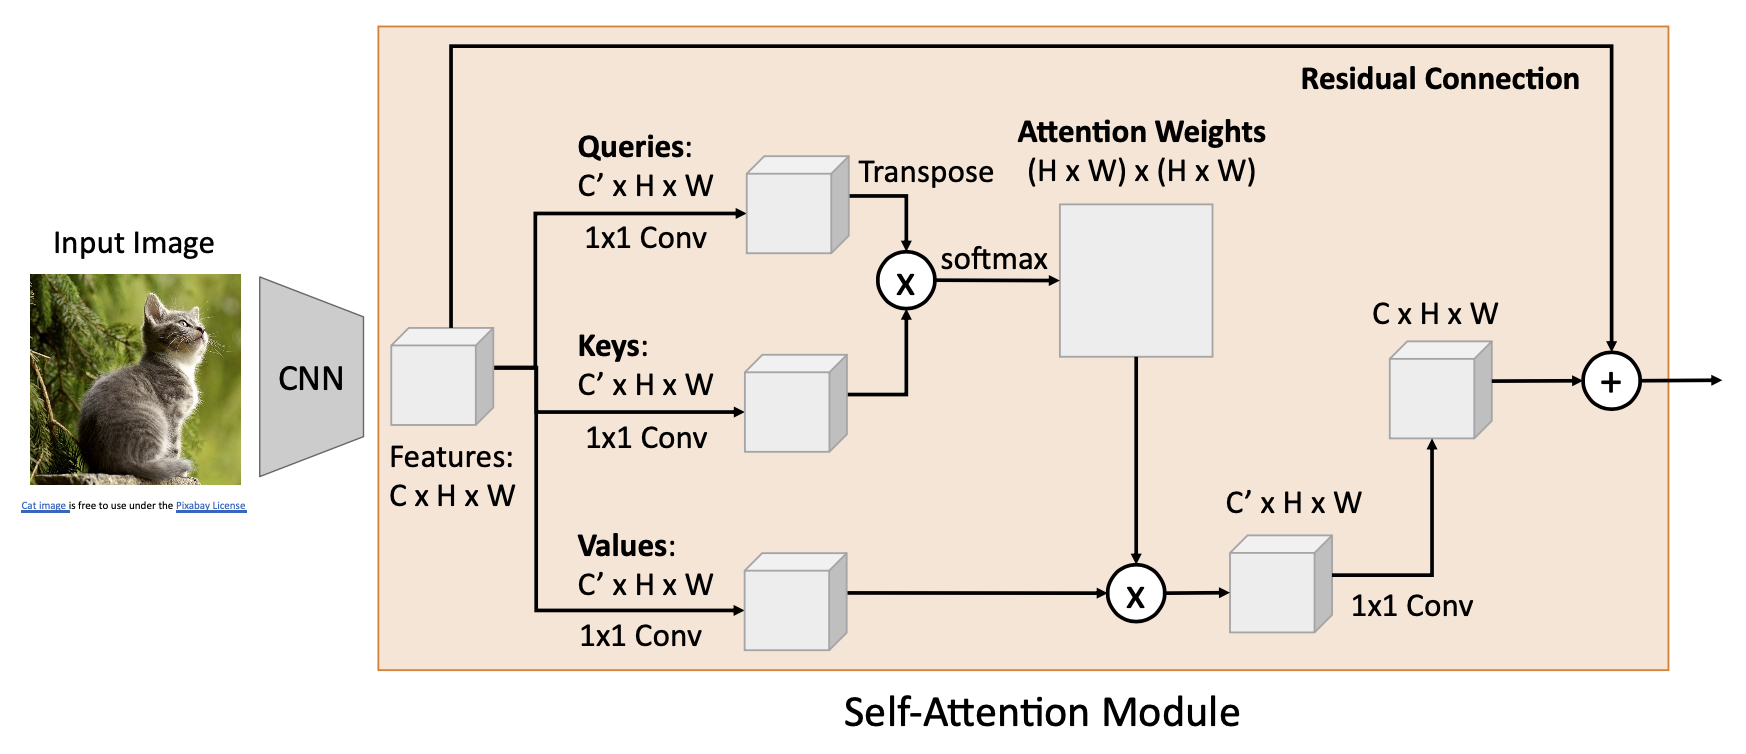 Residual Connection
Attention Weights
(H x W) x (H x W)
Queries:
C’ x H x W
1x1 Conv
Transpose
Input Image
X
softmax
CNN
Keys:
C’ x H x W
1x1 Conv
C x H x W
+
Features:
C x H x W
Cat image is free to use under the Pixabay License
Values:
C’ x H x W
1x1 Conv
X
C’ x H x W
1x1 Conv
Self-Attention Module